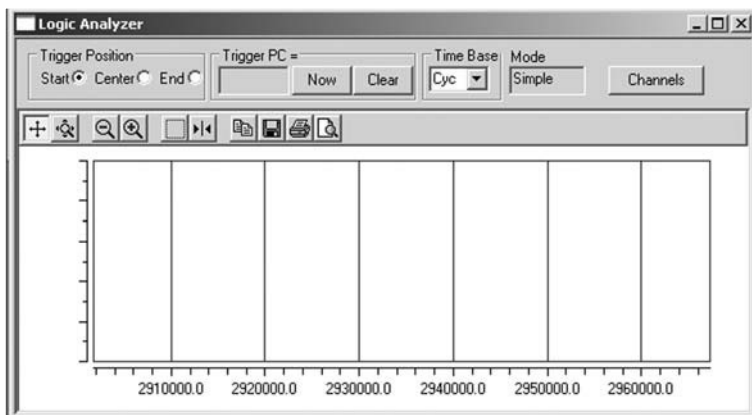 Logic Analyzer
Trigger Position
Start Center End
Trigger PC =
Now Clear
Time Base
Cyc
Mode
Simple
Channels
2910000.0 2920000.0 2930000.0 2940000.0 2950000.0 2960000.0